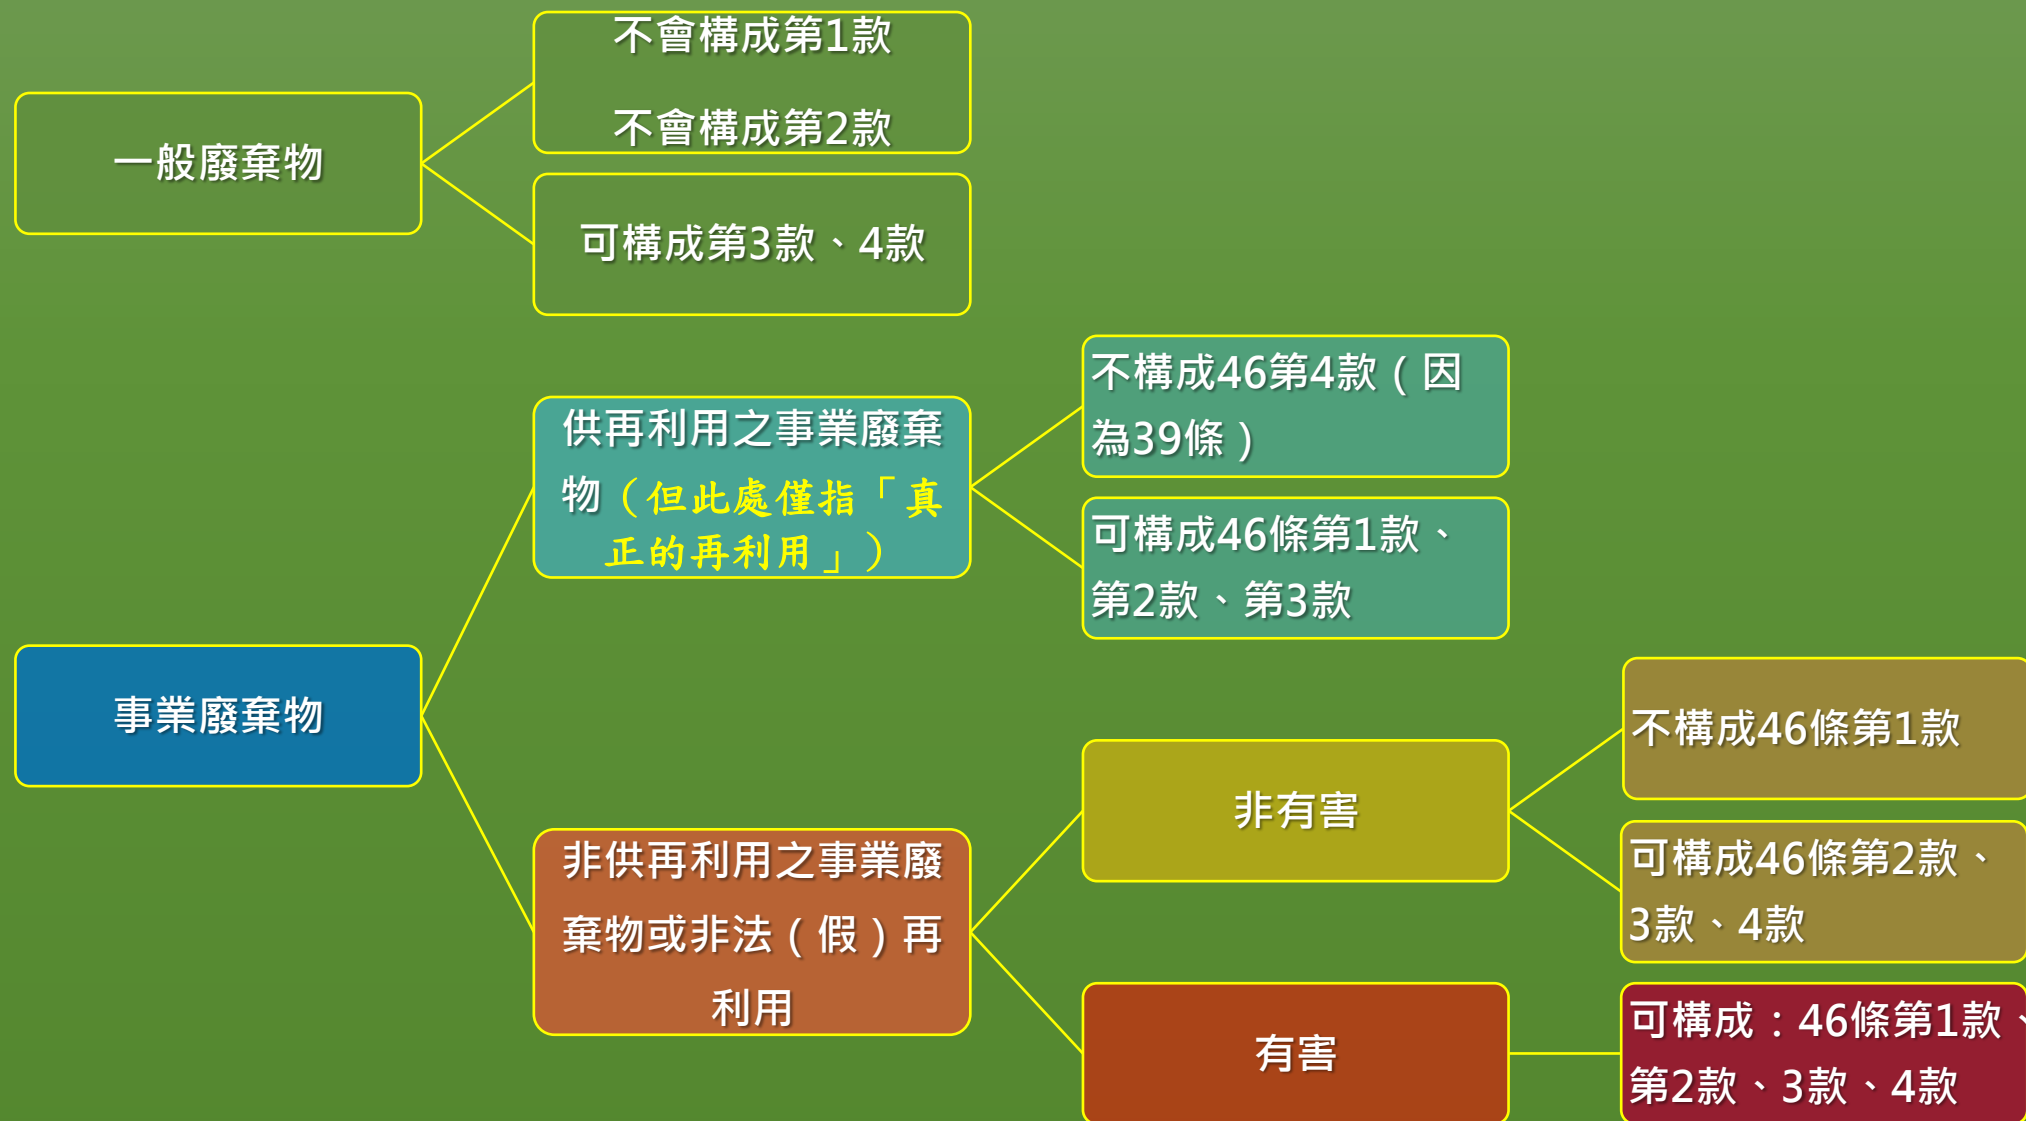 一般廢棄物
不會構成第1款
不會構成第2款
可構成第3款、4款
事業廢棄物
供再利用之事業廢棄
物（但此處僅指「真
正的再利用」）
不構成46第4款（因
為39條）
可構成46條第1款、
第2款、第3款
非供再利用之事業廢
棄物或非法（假）再
利用
非有害
不構成46條第1款
可構成46條第2款、
3款、4款
有害
可構成：46條第1款、
第2款、3款、4款